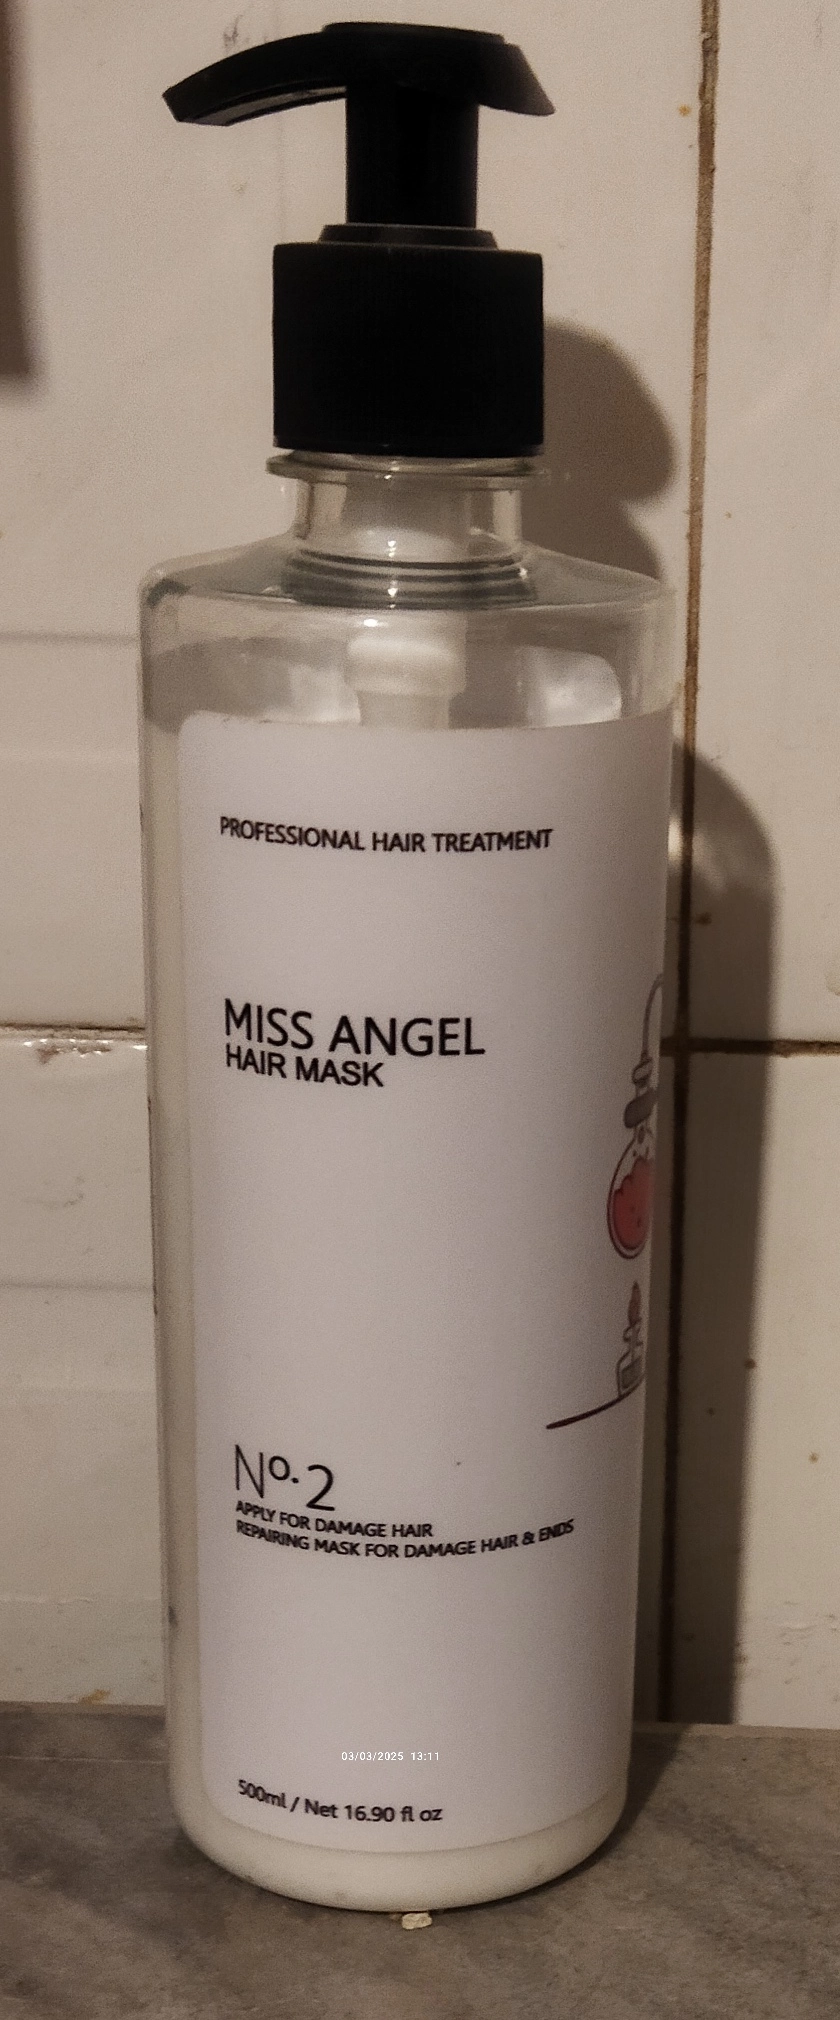 PROFESSIONAL HAIR TREATMENT
MISS ANGEL
HAIR MASK
No.2
APPLY FOR DAMAGE HAIR
REPAIRING MASK FOR DAMAGE HAIR & ENDS
03/03/2025 13:11
500ml / Net 16.90 fl oz